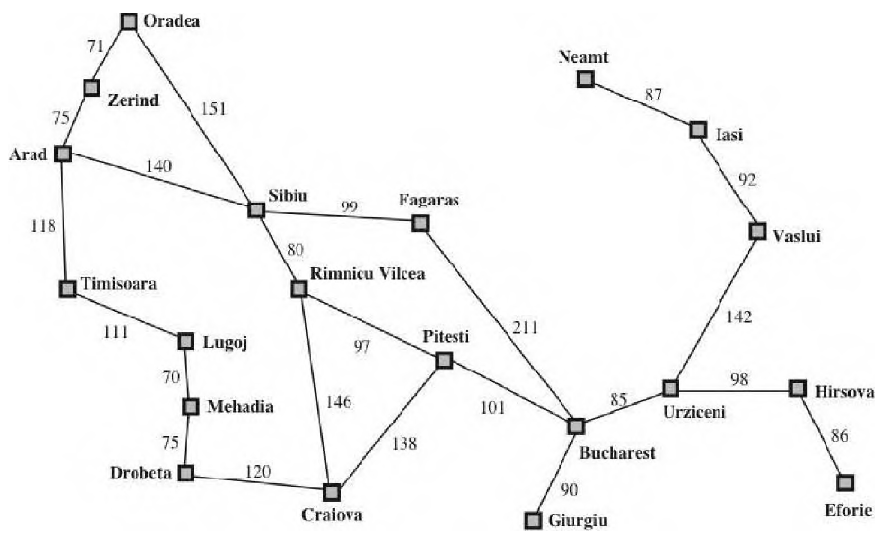 Oradea
71
Neamt
87
Zerind
151
75
Iasi
Arad
140
92
Sibiu
99
Fagaras
118
Vaslui
80
Timisoara
Rimnicu Vilcea
142
111
Lugoj
97
Pitesti
211
70
98
Hirsova
Mehadia
146
101
85
Urziceni
75
138
86
Bucharest
Drobeta
120
90
Craiova
Giurgiu
Eforie